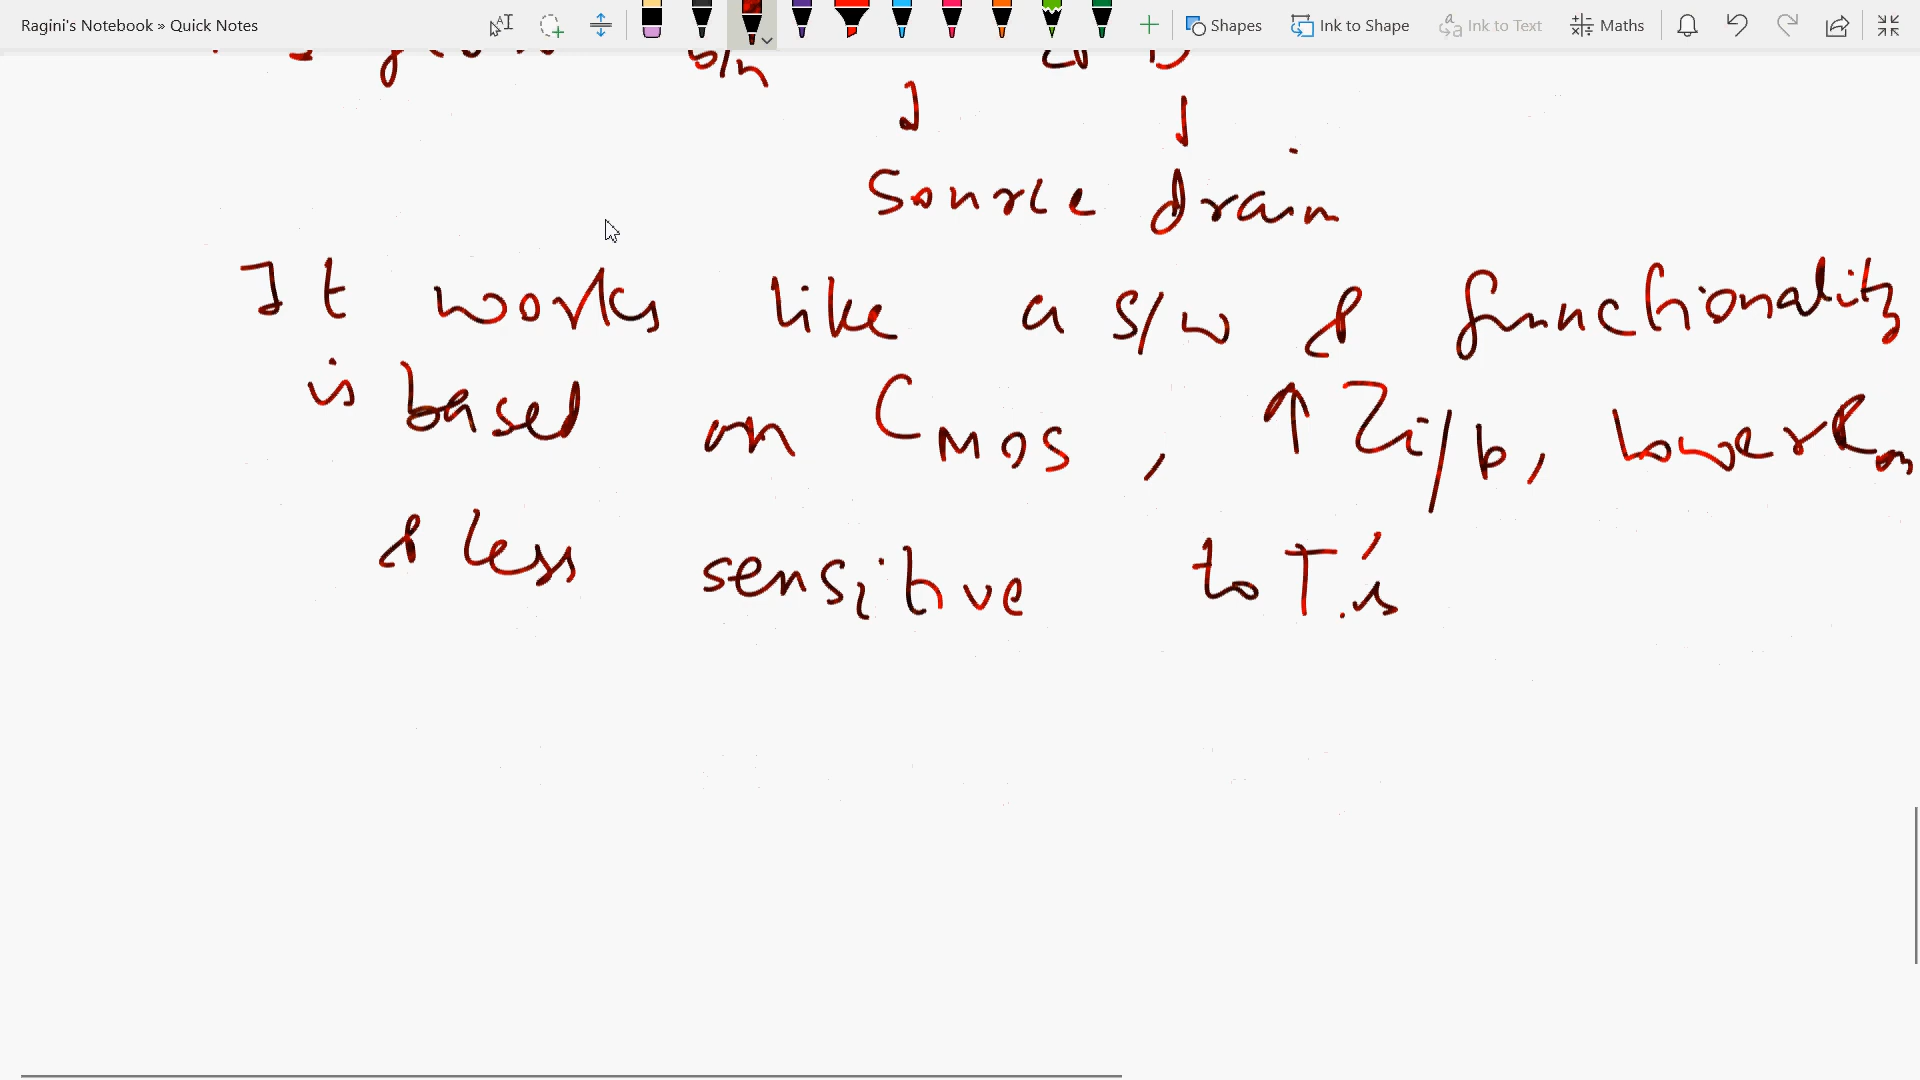 Ragini's Notebook » Quick Notes
Shapes
Ink to Shape
Ink to Text
Maths
b/n
↓ ↓
Source drain
It works like a s/w & functionality
is based on CMOS, ↑ Zi/p, lower Ron
& less sensitive to T's